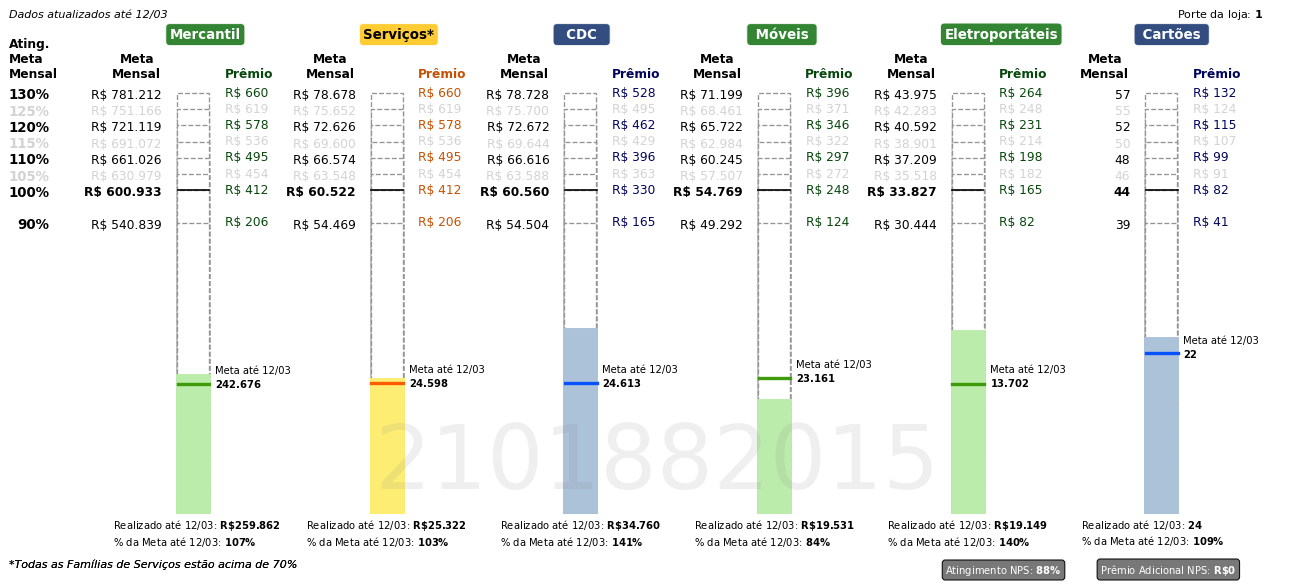 Dados atualizados até 12/03 Porte da loja: 1
Mercantil Serviços* CDC Móveis Eletroportáteis Cartões
Ating.
Meta Meta Meta Meta Meta Meta Meta
Mensal Mensal Prêmio Mensal Prêmio Mensal Prêmio Mensal Prêmio Mensal Prêmio Mensal Prêmio
130% R$ 781.212 R$ 660 R$ 78.678 R$ 660 R$ 78.728 R$ 528 R$ 71.199 R$ 396 R$ 43.975 R$ 264 57 R$ 132
125% R$ 751.166 R$ 619 R$ 75.652 R$ 619 R$ 75.700 R$ 495 R$ 68.461 R$ 371 R$ 42.283 R$ 248 55 R$ 124
120% R$ 721.119 R$ 578 R$ 72.626 R$ 578 R$ 72.672 R$ 462 R$ 65.722 R$ 346 R$ 40.592 R$ 231 52 R$ 115
115% R$ 691.072 R$ 536 R$ 69.600 R$ 536 R$ 69.644 R$ 429 R$ 62.984 R$ 322 R$ 38.901 R$ 214 50 R$ 107
110% R$ 661.026 R$ 495 R$ 66.574 R$ 495 R$ 66.616 R$ 396 R$ 60.245 R$ 297 R$ 37.209 R$ 198 48 R$ 99
105% R$ 630.979 R$ 454 R$ 63.548 R$ 454 R$ 63.588 R$ 363 R$ 57.507 R$ 272 R$ 35.518 R$ 182 46 R$ 91
100% R$ 600.933 R$ 412 R$ 60.522 R$ 412 R$ 60.560 R$ 330 R$ 54.769 R$ 248 R$ 33.827 R$ 165 44 R$ 82
90% R$ 540.839 R$ 206 R$ 54.469 R$ 206 R$ 54.504 R$ 165 R$ 49.292 R$ 124 R$ 30.444 R$ 82 39 R$ 41
Meta até 12/03 Meta até 12/03 Meta até 12/03 Meta até 12/03 Meta até 12/03 Meta até 12/03
242.676 24.598 24.613 23.161 13.702 22
2101882015
Realizado até 12/03: R$259.862 Realizado até 12/03: R$25.322 Realizado até 12/03: R$34.760 Realizado até 12/03: R$19.531 Realizado até 12/03: R$19.149 Realizado até 12/03: 24
% da Meta até 12/03: 107% % da Meta até 12/03: 103% % da Meta até 12/03: 141% % da Meta até 12/03: 84% % da Meta até 12/03: 140% % da Meta até 12/03: 109%
*Todas as Famílias de Serviços estão acima de 70% Atingimento NPS: 88% Prêmio Adicional NPS: R$0